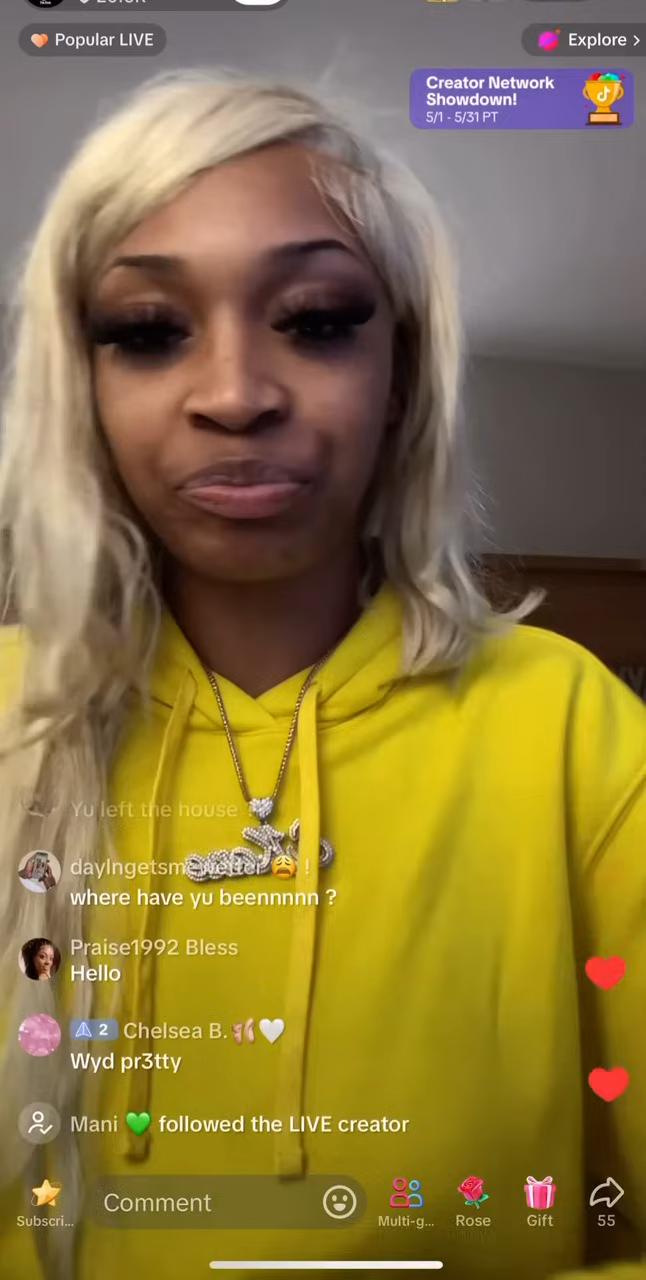 Popular LIVE
Explore >
Creator Network
Showdown!
5/1 - 5/31 PT
Yu left the house
where have yu beennnnn ?
Praise1992 Bless
Hello
2 Chelsea B.👣🤍
Wyd pr3tty
Mani 💚 followed the LIVE creator
Comment
Subscri...
Multi-g...
Rose
Gift
55